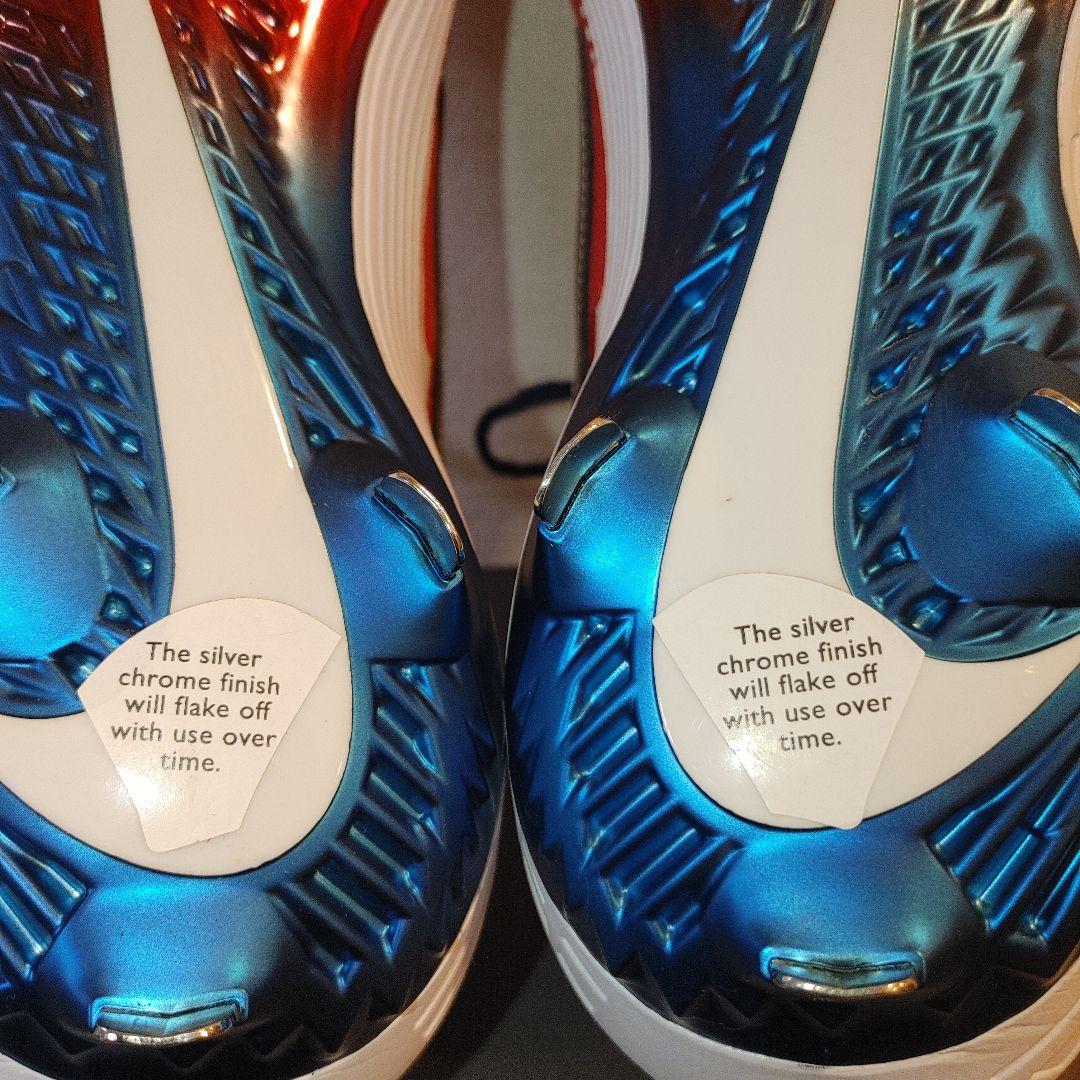 The silver
chrome finish
will flake off
with use over
time.
The silver
chrome finish
will flake off
with use over
time.